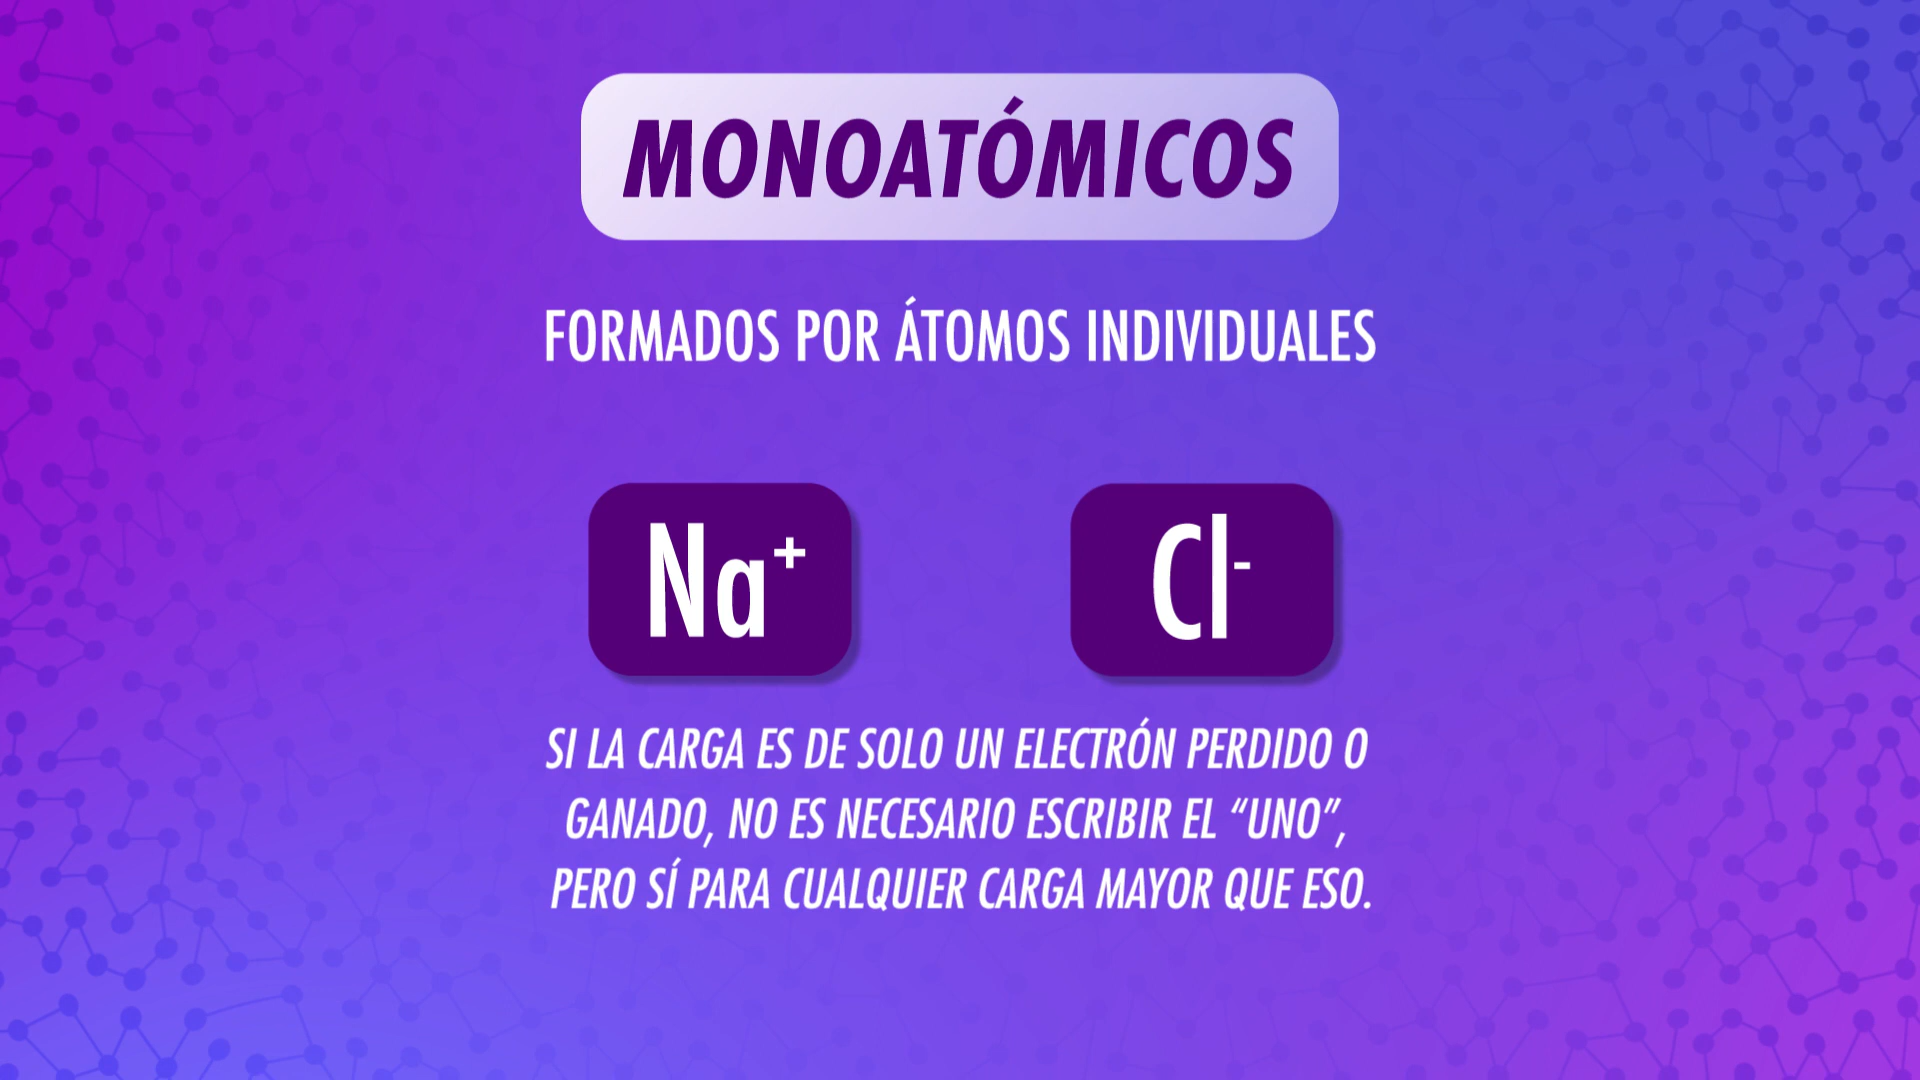 MONOATÓMICOS
FORMADOS POR ÁTOMOS INDIVIDUALES
Na⁺
Cl⁻
SI LA CARGA ES DE SOLO UN ELECTRÓN PERDIDO O
GANADO, NO ES NECESARIO ESCRIBIR EL “UNO”,
PERO SÍ PARA CUALQUIER CARGA MAYOR QUE ESO.